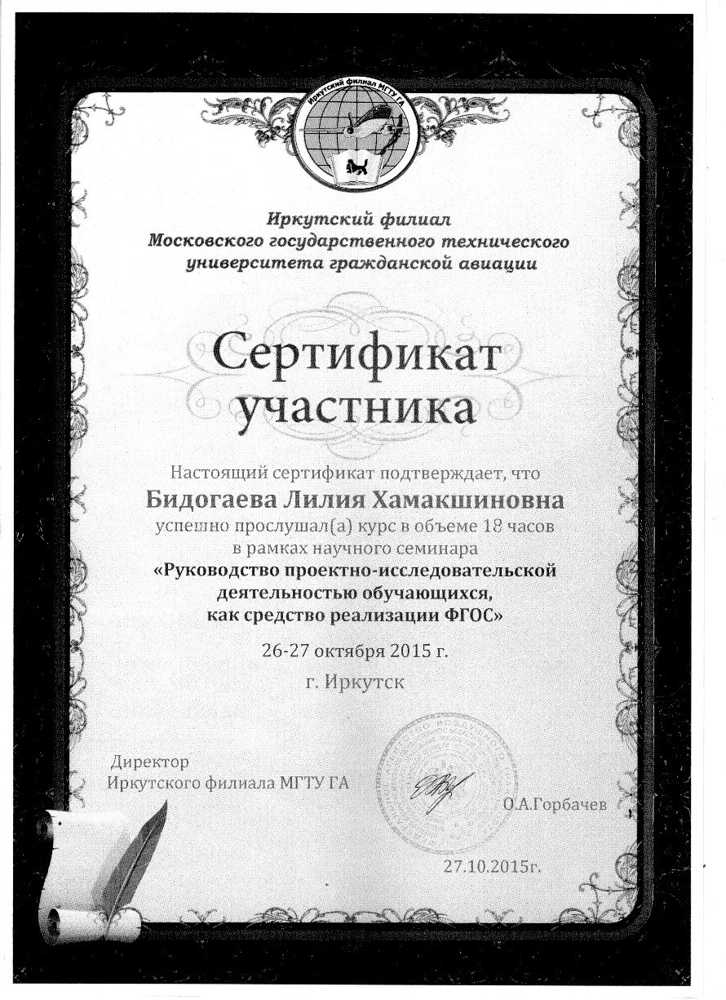 Иркутский филиал МГТУ ГА
Иркутский филиал
Московского государственного технического
университета гражданской авиации
Сертификат
участника
Настоящий сертификат подтверждает, что
Бидогаева Лилия Хамакшиновна
успешно прослушал(а) курс в объеме 18 часов
в рамках научного семинара
«Руководство проектно-исследовательской
деятельностью обучающихся,
как средство реализации ФГОС»
26-27 октября 2015 г.
г. Иркутск
Директор
Иркутского филиала МГТУ ГА
О.А.Горбачев
27.10.2015г.